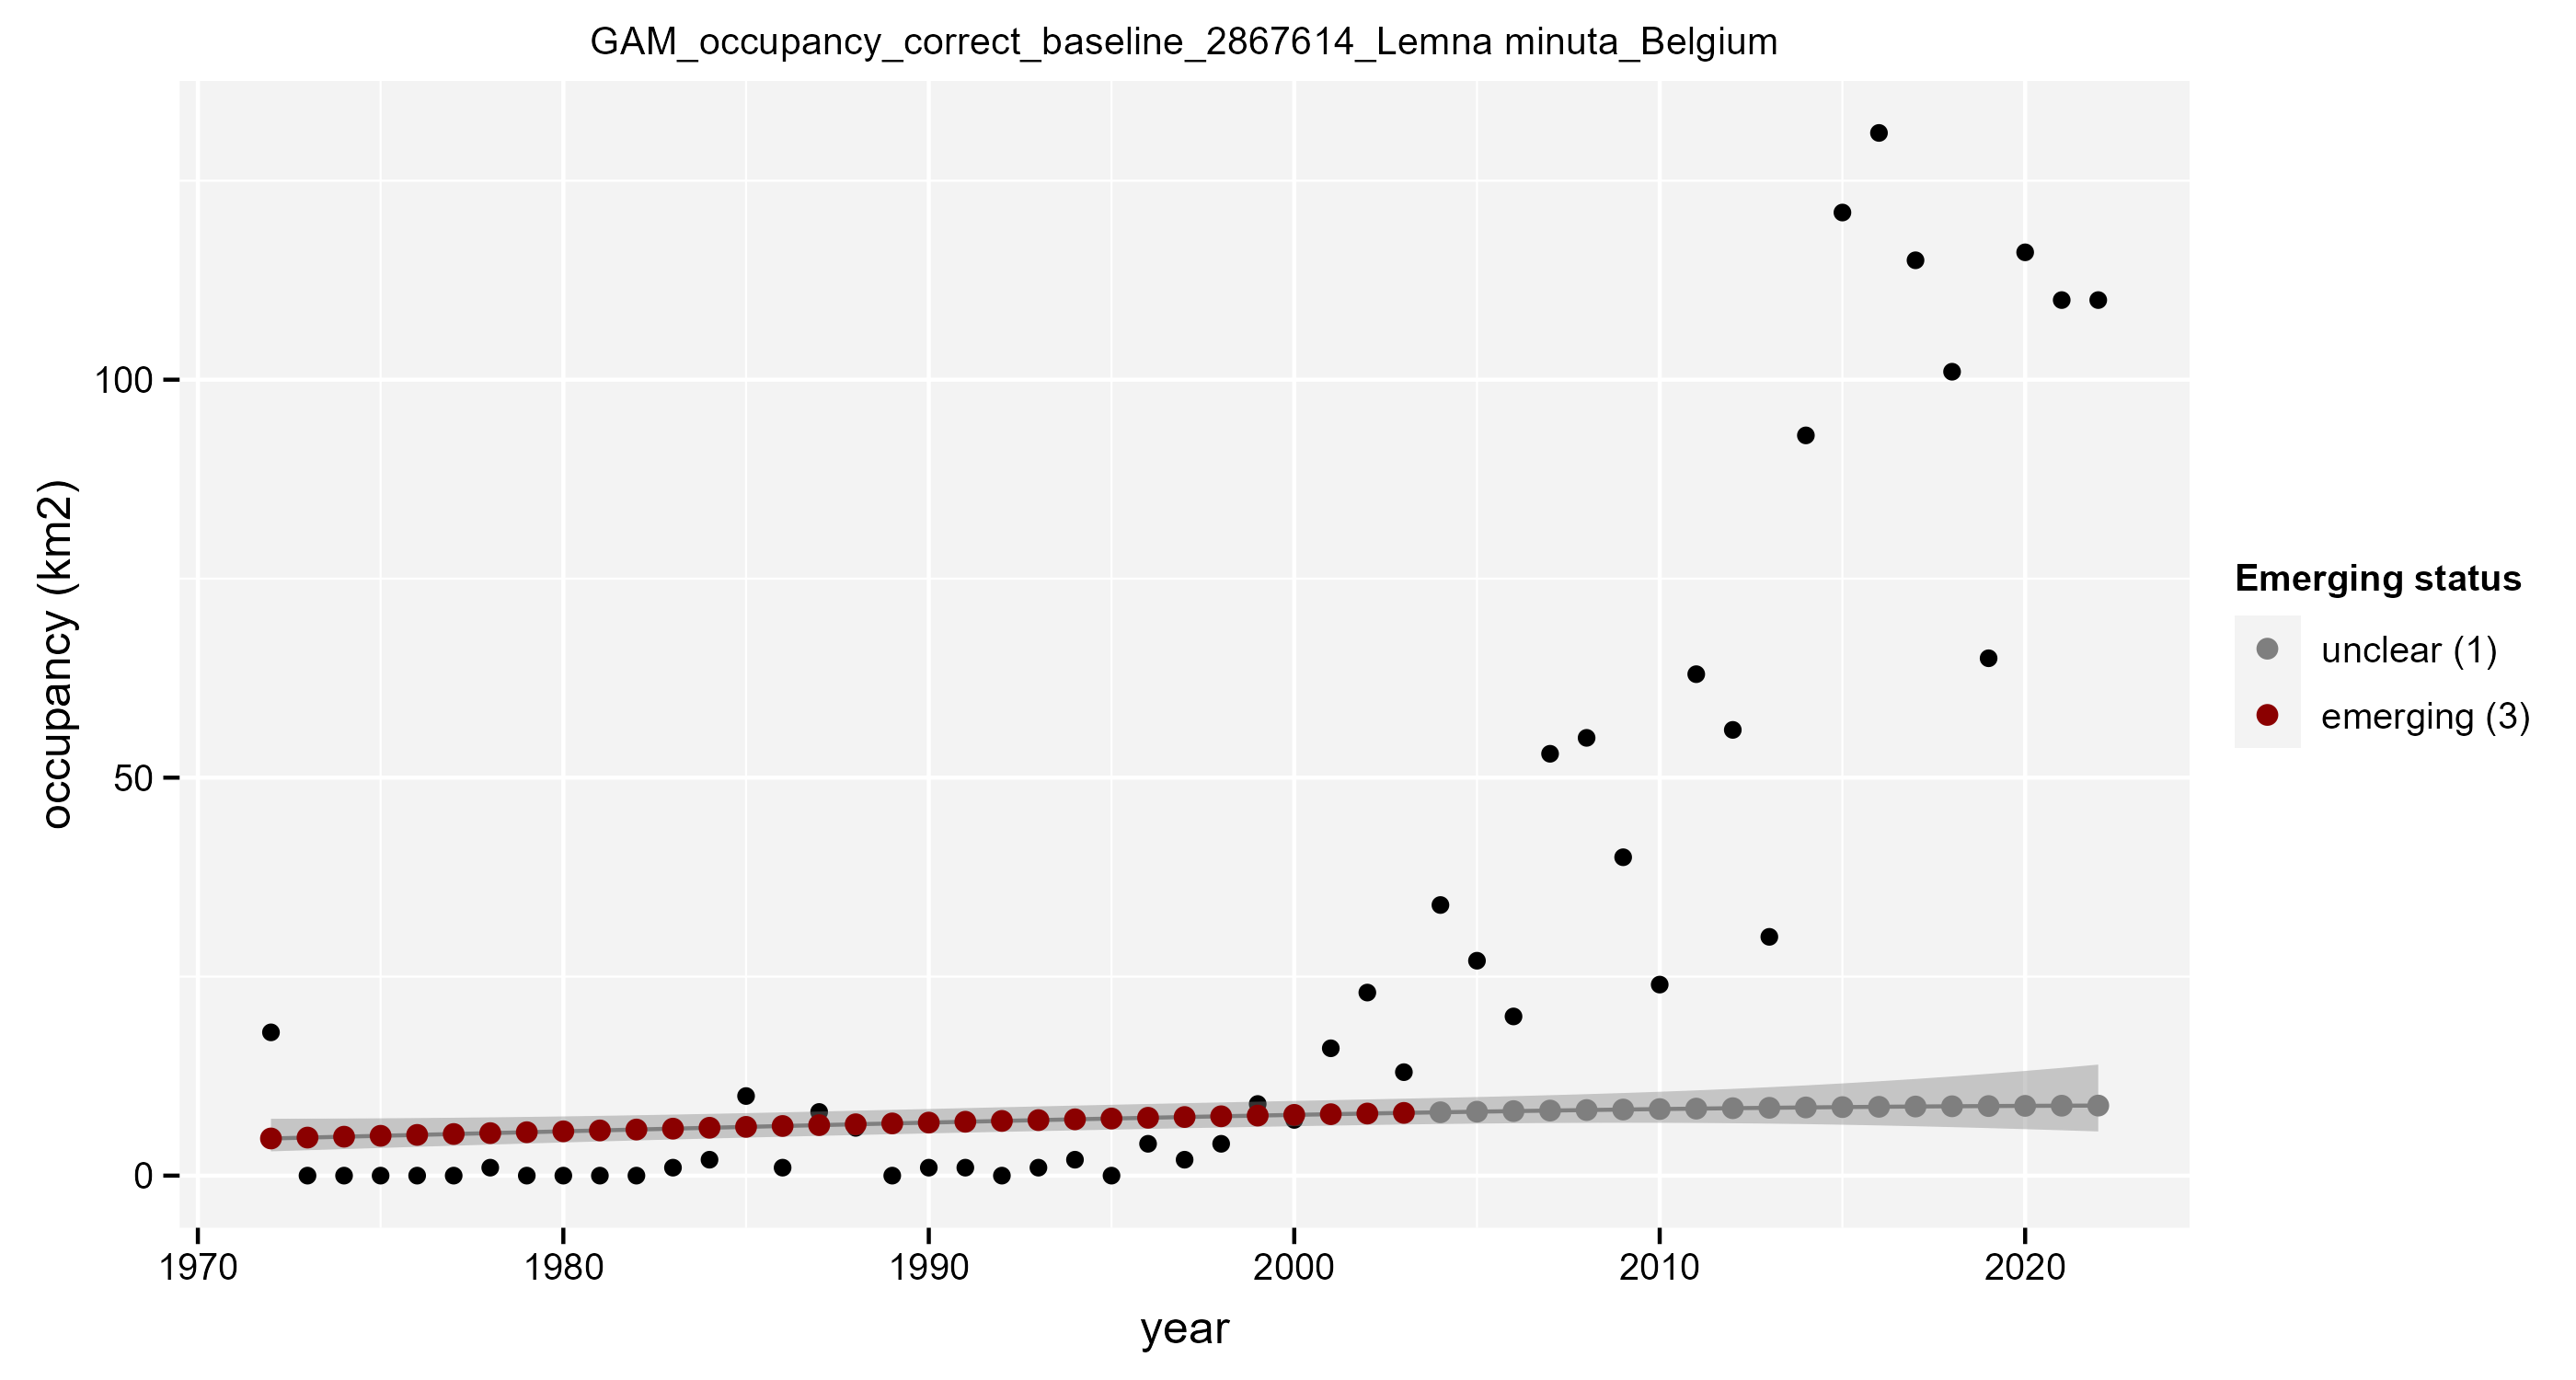 GAM_occupancy_correct_baseline_2867614_Lemna minuta_Belgium
occupancy (km2)
100
50
0
1970 1980 1990 2000 2010 2020
year
Emerging status
unclear (1)
emerging (3)